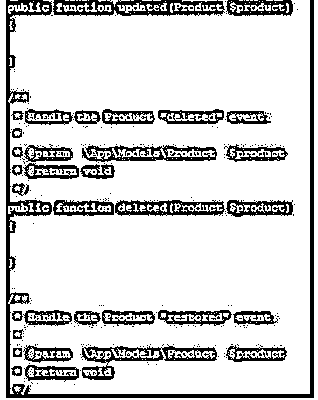 public function updated(Product $product)
{

}

/**
 * Handle the Product "deleted" event.
 *
 * @param  \App\Models\Product  $product
 * @return void
 */
public function deleted(Product $product)
{

}

/**
 * Handle the Product "restored" event.
 *
 * @param  \App\Models\Product  $product
 * @return void
 */